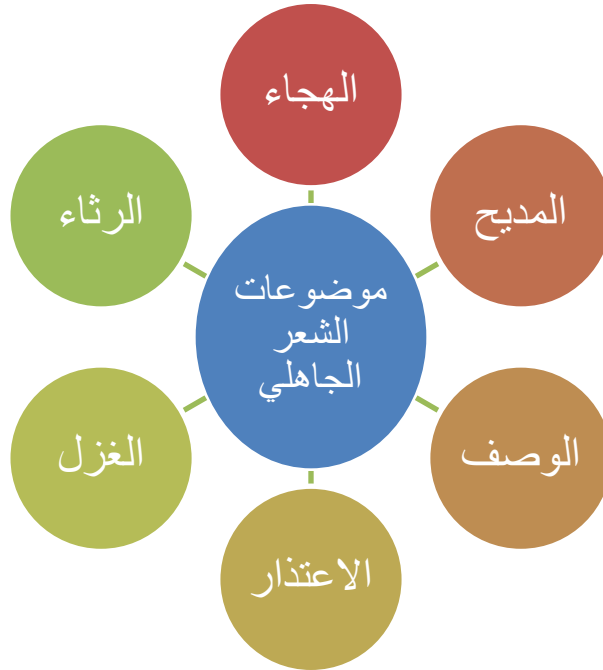 الهجاء
المديح
الرثاء
موضوعات
الشعر
الجاهلي
الوصف
الغزل
الاعتذار